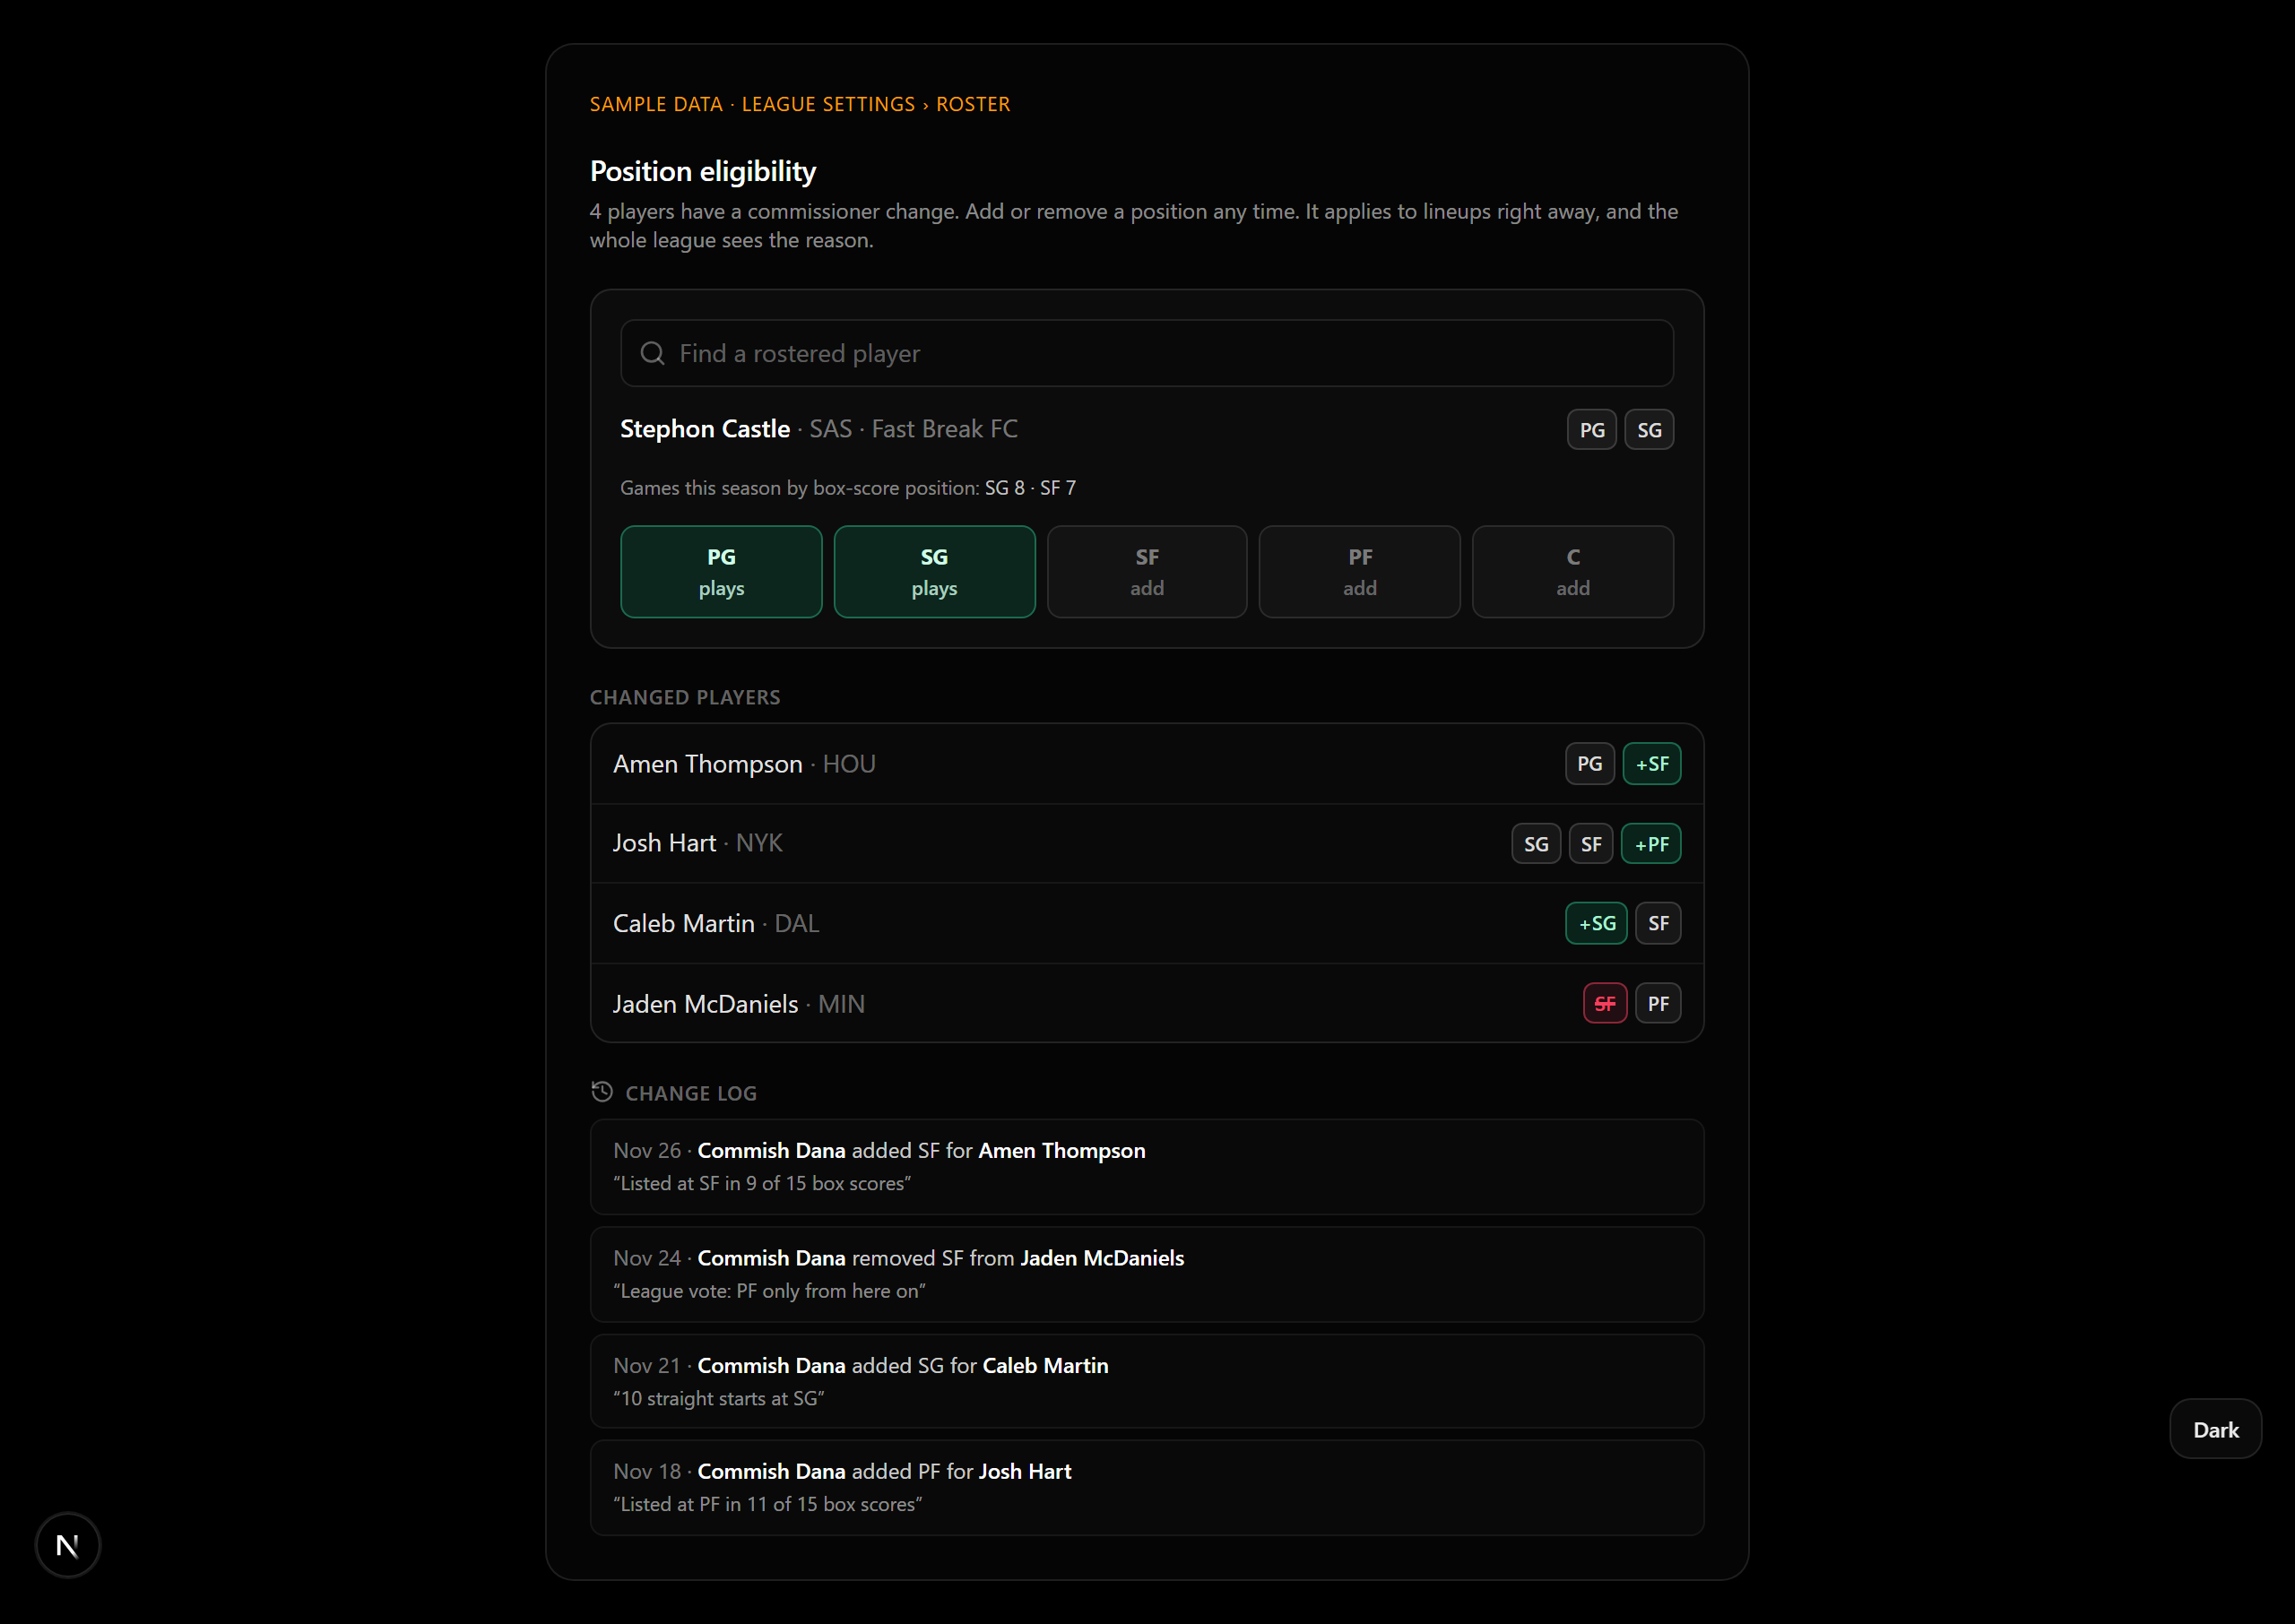 SAMPLE DATA · LEAGUE SETTINGS › ROSTER
Position eligibility
4 players have a commissioner change. Add or remove a position any time. It applies to lineups right away, and the
whole league sees the reason.
Find a rostered player
Stephon Castle · SAS · Fast Break FC PG SG
Games this season by box-score position: SG 8 · SF 7
PG SG SF PF C
plays plays add add add
CHANGED PLAYERS
Amen Thompson · HOU PG +SF
Josh Hart · NYK SG SF +PF
Caleb Martin · DAL +SG SF
Jaden McDaniels · MIN SF PF
CHANGE LOG
Nov 26 · Commish Dana added SF for Amen Thompson
“Listed at SF in 9 of 15 box scores”
Nov 24 · Commish Dana removed SF from Jaden McDaniels
“League vote: PF only from here on”
Nov 21 · Commish Dana added SG for Caleb Martin
“10 straight starts at SG”
Nov 18 · Commish Dana added PF for Josh Hart
“Listed at PF in 11 of 15 box scores”
Dark
N